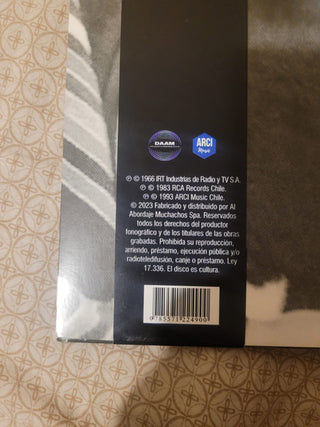 DAAM
ARCI
Music
℗ © 1966 IRT Industrias de Radio y TV S.A.
℗ © 1983 RCA Records Chile.
℗ © 1993 ARCI Music Chile.
© 2023 Fabricado y distribuido por Al
Abordaje Muchachos Spa. Reservados
todos los derechos del productor
fonográfico y de los titulares de las obras
grabadas. Prohibida su reproducción,
arriendo, préstamo, ejecución pública y/o
radioteledifusión, canje o préstamo. Ley
17.336. El disco es cultura.
9785571224900